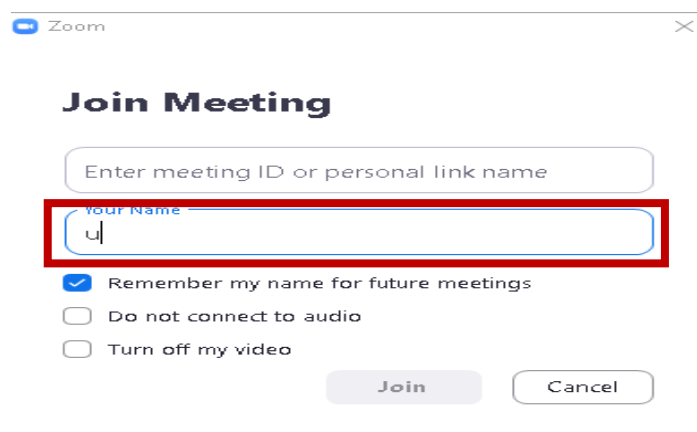 Zoom
Join Meeting
Enter meeting ID or personal link name
Your Name
u
Remember my name for future meetings
Do not connect to audio
Turn off my video
Join Cancel